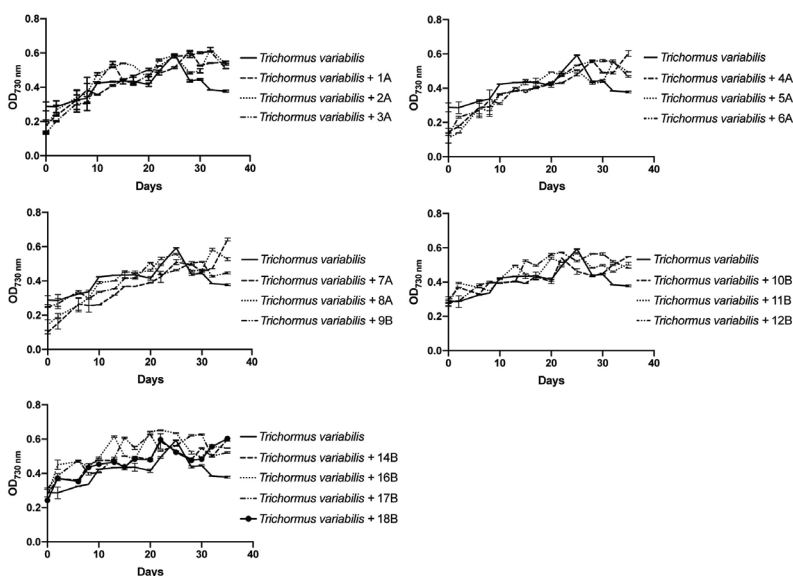 0.8
0.6
0.4
0.2
0.0
OD730 nm
0 10 20 30 40
Days
Trichormus variabilis
Trichormus variabilis + 1A
Trichormus variabilis + 2A
Trichormus variabilis + 3A
0.8
0.6
0.4
0.2
0.0
OD730 nm
0 10 20 30 40
Days
Trichormus variabilis
Trichormus variabilis + 4A
Trichormus variabilis + 5A
Trichormus variabilis + 6A
0.8
0.6
0.4
0.2
0.0
OD730 nm
0 10 20 30 40
Days
Trichormus variabilis
Trichormus variabilis + 7A
Trichormus variabilis + 8A
Trichormus variabilis + 9B
0.8
0.6
0.4
0.2
0.0
OD730 nm
0 10 20 30 40
Days
Trichormus variabilis
Trichormus variabilis + 10B
Trichormus variabilis + 11B
Trichormus variabilis + 12B
0.8
0.6
0.4
0.2
0.0
OD730 nm
0 10 20 30 40
Days
Trichormus variabilis
Trichormus variabilis + 14B
Trichormus variabilis + 16B
Trichormus variabilis + 17B
Trichormus variabilis + 18B